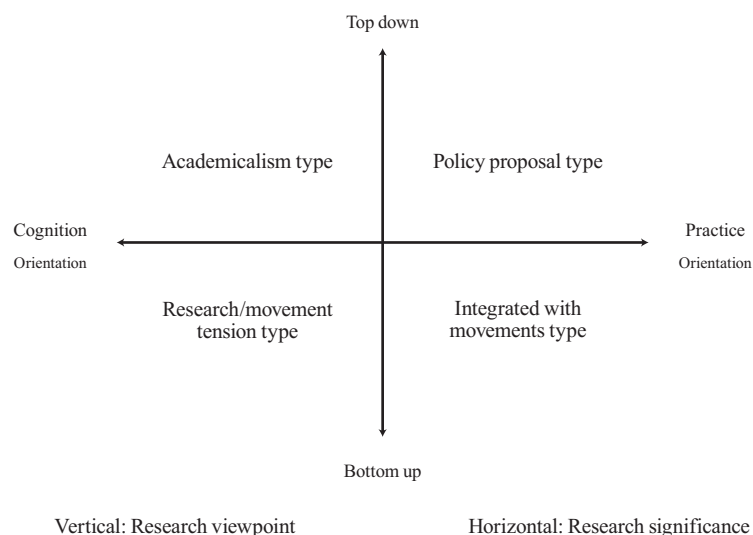 Top down
Academicalism type
Policy proposal type
Cognition
Orientation
Practice
Orientation
Research/movement
tension type
Integrated with
movements type
Bottom up
Vertical: Research viewpoint
Horizontal: Research significance